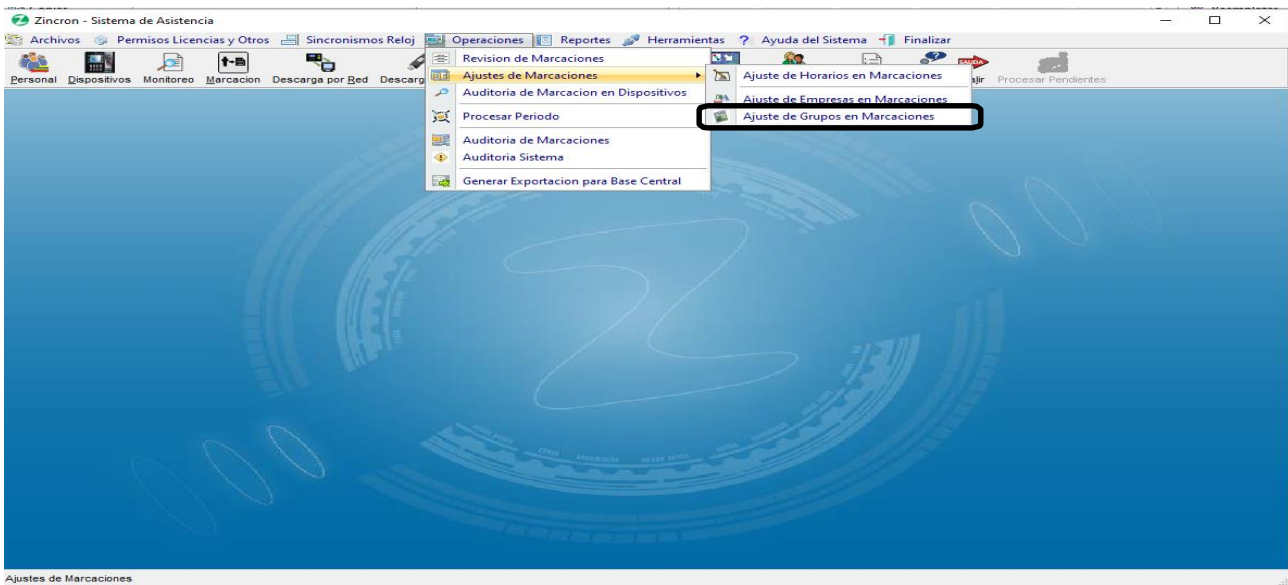 Zincron - Sistema de Asistencia
Archivos Permisos Licencias y Otros Sincronismos Reloj Operaciones Reportes Herramientas Ayuda del Sistema Finalizar
Personal Dispositivos Monitoreo Marcacion Descarga por Red Descarg
SALIDA
Procesar Pendientes
Revision de Marcaciones
Ajustes de Marcaciones
Auditoria de Marcacion en Dispositivos
Procesar Periodo
Auditoria de Marcaciones
Auditoria Sistema
Generar Exportacion para Base Central
Ajuste de Horarios en Marcaciones
Ajuste de Empresas en Marcaciones
Ajuste de Grupos en Marcaciones
Ajustes de Marcaciones